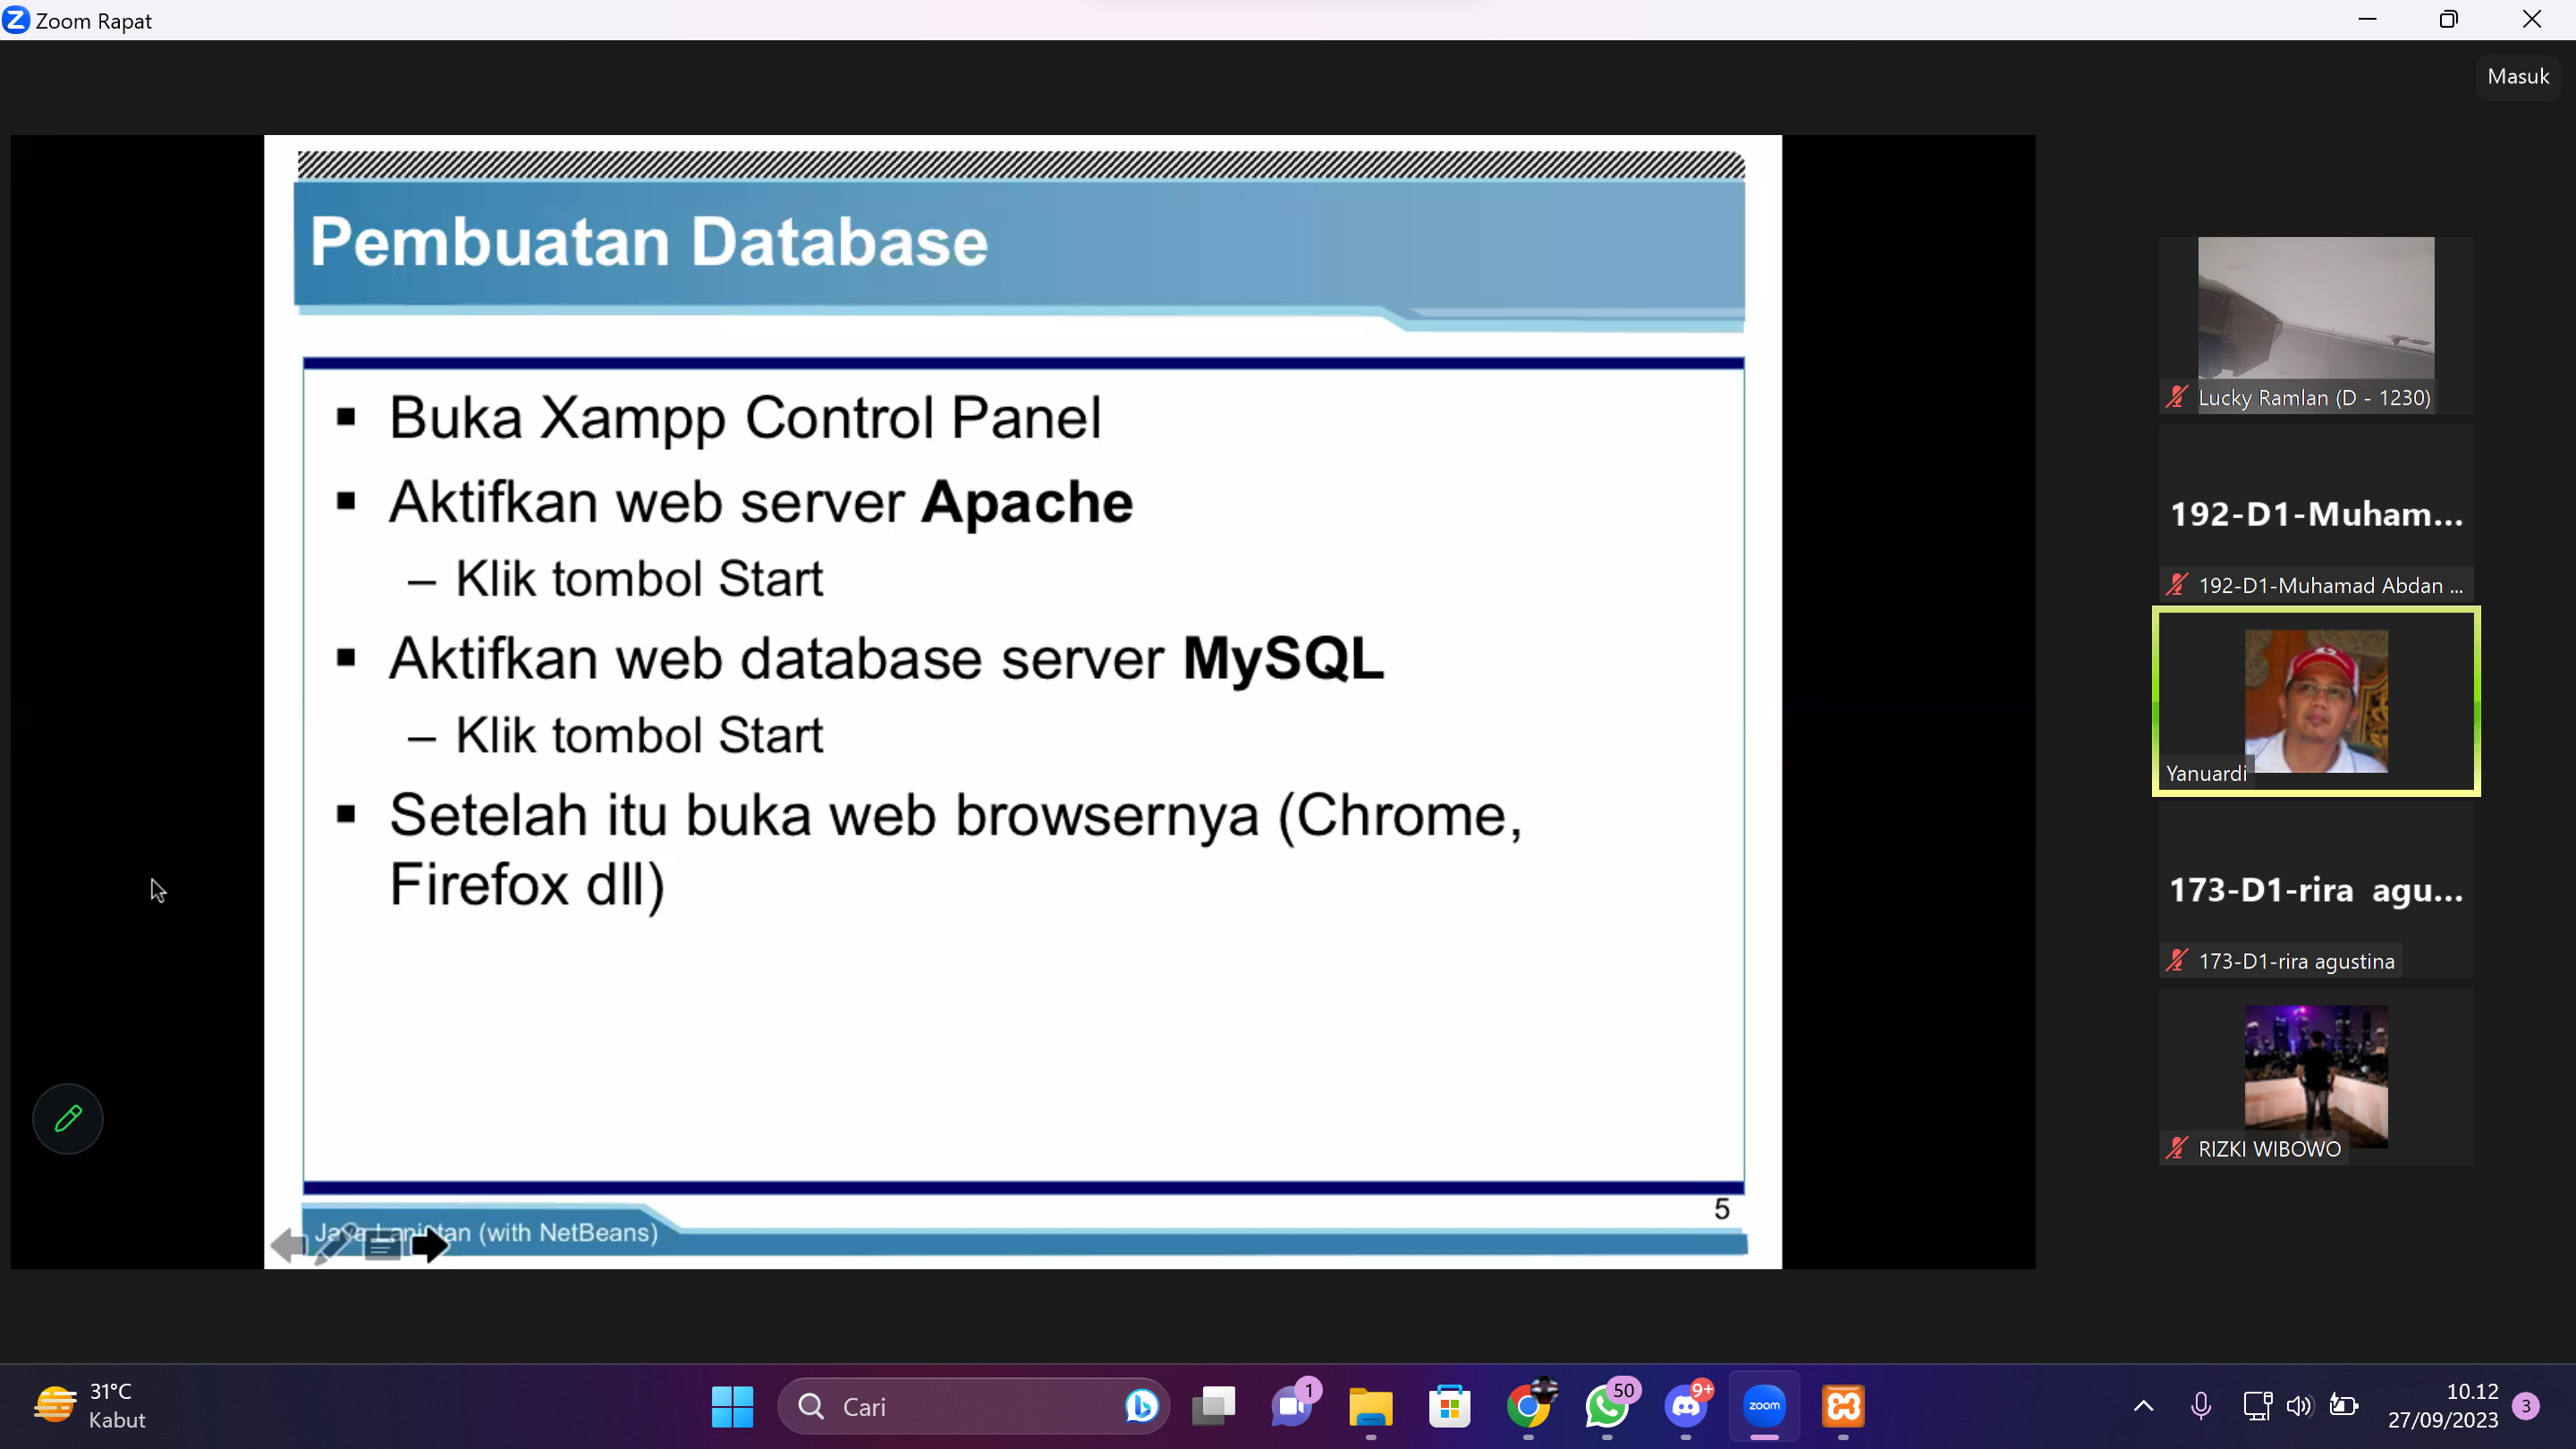 Zoom Rapat
Masuk
Pembuatan Database
Buka Xampp Control Panel
Aktifkan web server Apache
– Klik tombol Start
Aktifkan web database server MySQL
– Klik tombol Start
Setelah itu buka web browsernya (Chrome,
Firefox dll)
5
Java Lanjutan (with NetBeans)
Lucky Ramlan (D - 1230)
192-D1-Muham...
192-D1-Muhamad Abdan ...
Yanuardi
173-D1-rira agu...
173-D1-rira agustina
RIZKI WIBOWO
31°C
Kabut
Cari
1
50
9+
zoom
10.12
27/09/2023
3